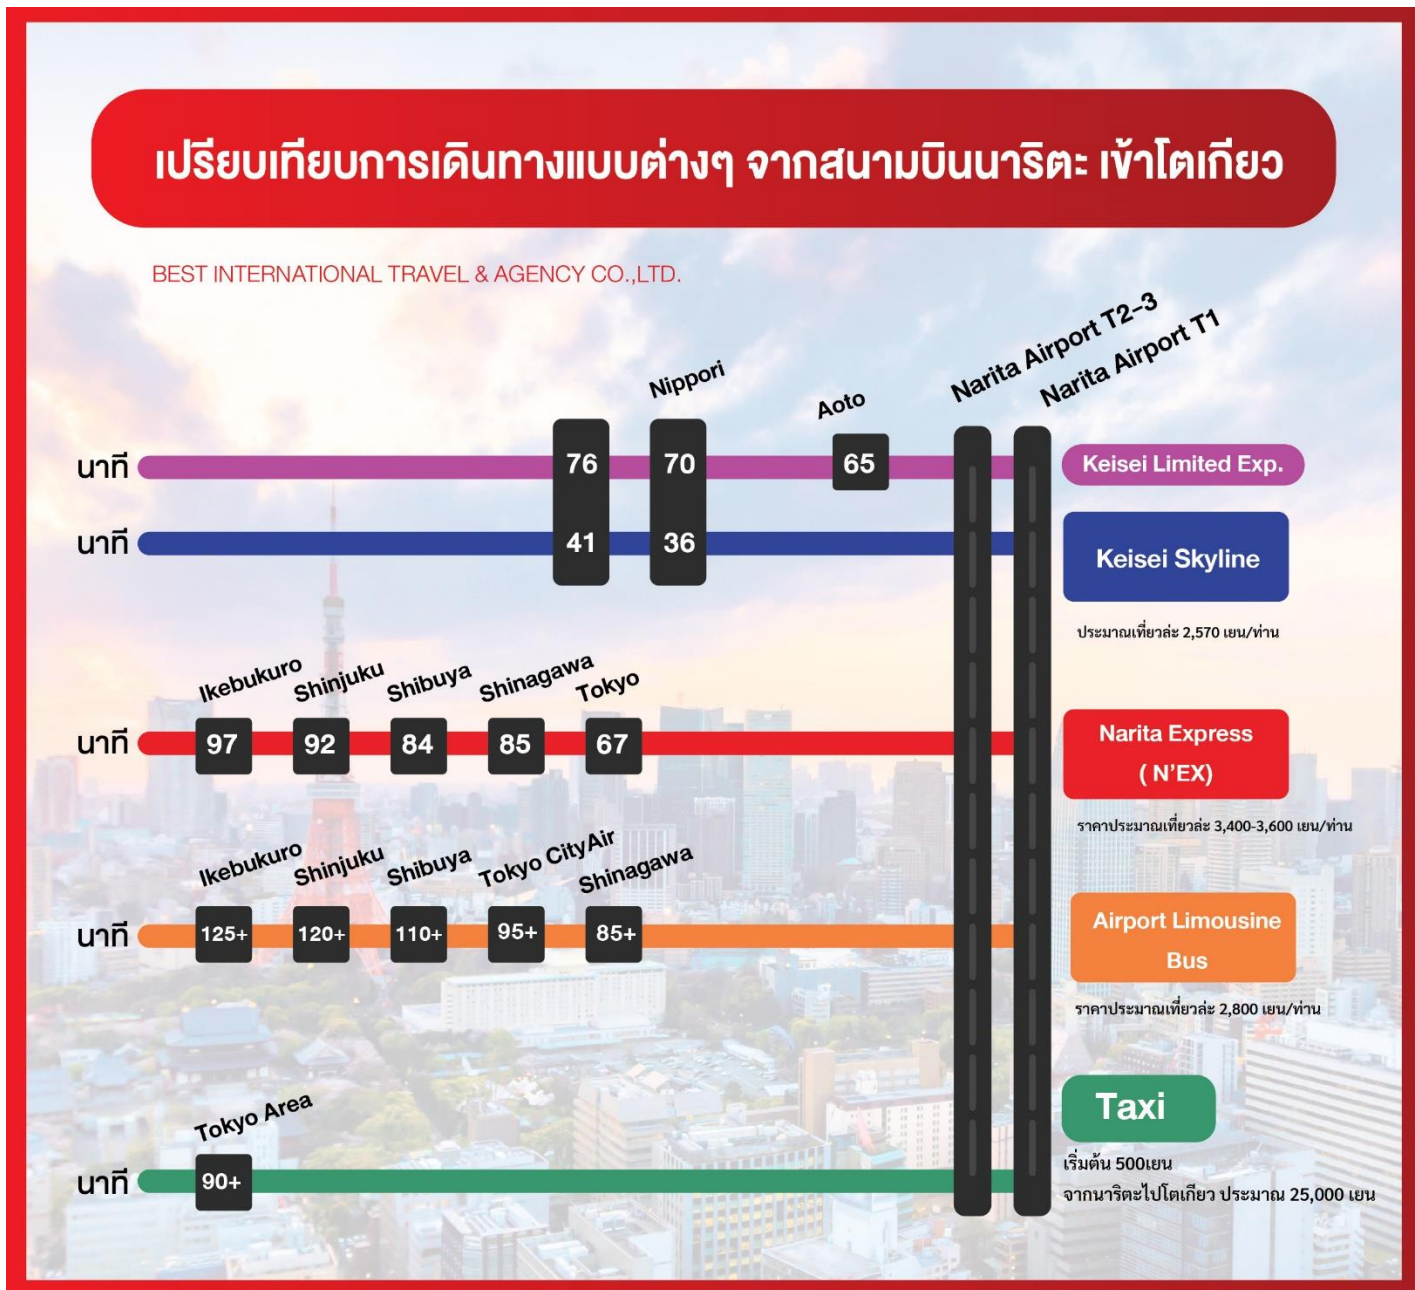 เปรียบเทียบการเดินทางแบบต่างๆ จากสนามบินนาริตะ เข้าโตเกียว
BEST INTERNATIONAL TRAVEL & AGENCY CO.,LTD.
Narita Airport T2-3
Narita Airport T1
Nippori
Aoto
นาที
76
70
65
Keisei Limited Exp.
นาที
41
36
Keisei Skyline
ประมาณเที่ยวล่ะ 2,570 เยน/ท่าน
Ikebukuro
Shinjuku
Shibuya
Shinagawa
Tokyo
นาที
97
92
84
85
67
Narita Express
( N'EX)
ราคาประมาณเที่ยวล่ะ 3,400-3,600 เยน/ท่าน
Ikebukuro
Shinjuku
Shibuya
Tokyo CityAir
Shinagawa
นาที
125+
120+
110+
95+
85+
Airport Limousine
Bus
ราคาประมาณเที่ยวล่ะ 2,800 เยน/ท่าน
Tokyo Area
นาที
90+
Taxi
เริ่มต้น 500เยน
จากนาริตะไปโตเกียว ประมาณ 25,000 เยน